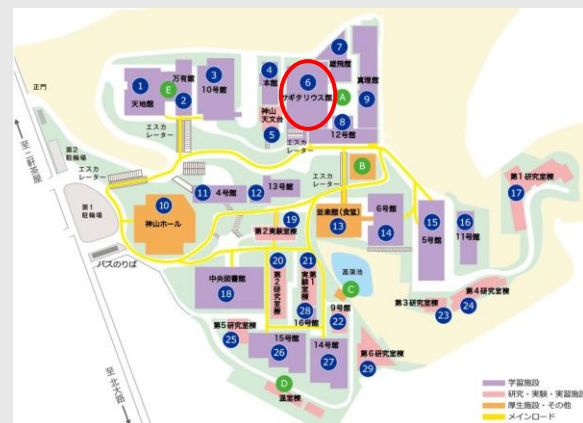 正門
至二軒茶屋
第2
駐輪場
エスカ
レーター
第1
駐輪場
バスのりば
至 北大路
1
天地館
万有館
2
E
3
10号館
4
本館
神山
天文台
5
エスカ
レーター
6
サギタリウス館
7
雄飛館
A
8
12号館
真理館
9
エスカ
レーター
エスカ
レーター
B
10
神山ホール
11
4号館
12
13号館
並楽館(食堂)
13
6号館
14
15
5号館
16
11号館
第1研究室棟
17
中央図書館
18
19
第2実験室棟
20
第2研究室棟
21
第1実験室棟
菖蒲池
C
9号館
22
第3研究室棟
23
第4研究室棟
24
第5研究室棟
25
15号館
26
14号館
27
28
16号館
第6研究室棟
29
D
温室棟
学習施設
研究・実験・実習施設
厚生施設・その他
メインロード